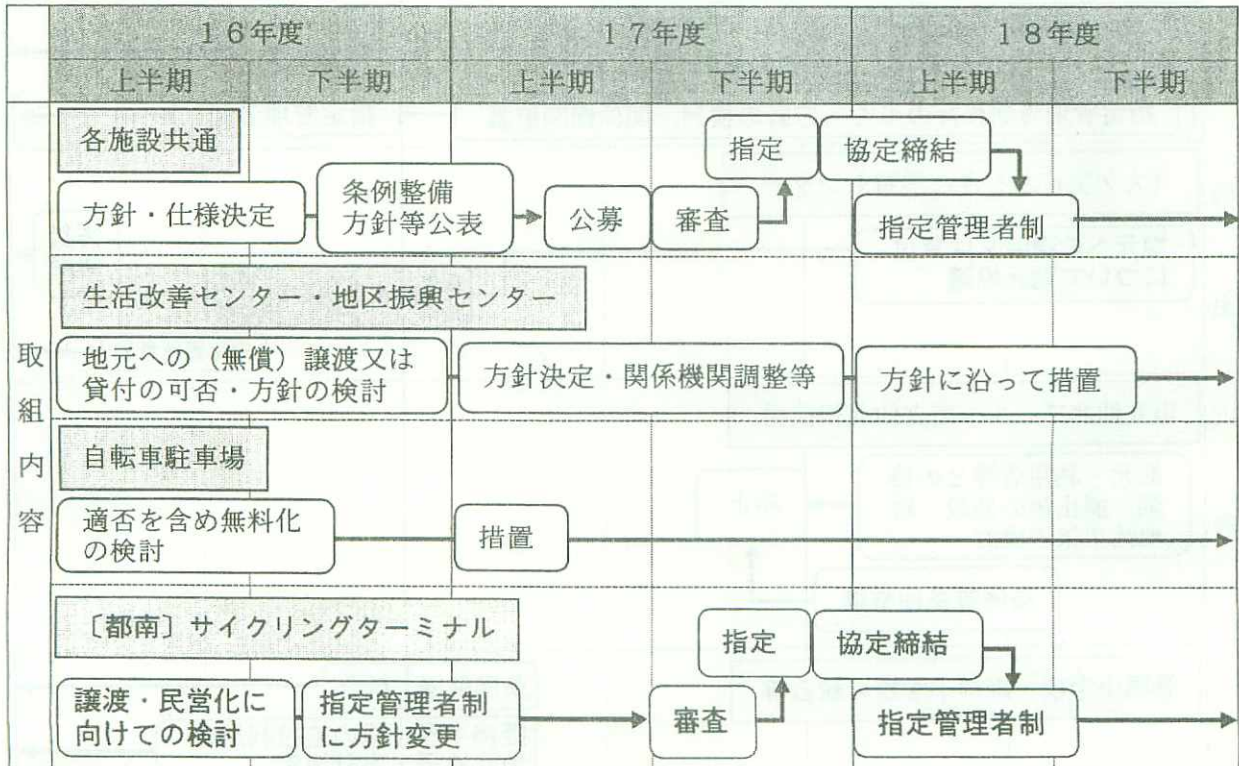 １６年度
１７年度
１８年度
上半期
下半期
上半期
下半期
上半期
下半期
取組内容
各施設共通
方針・仕様決定
条例整備
方針等公表
公募
審査
指定
協定締結
指定管理者制
生活改善センター・地区振興センター
地元への（無償）譲渡又は
貸付の可否・方針の検討
方針決定・関係機関調整等
方針に沿って措置
自転車駐車場
適否を含め無料化
の検討
措置
〔都南〕サイクリングターミナル
譲渡・民営化に
向けての検討
指定管理者制
に方針変更
審査
指定
協定締結
指定管理者制